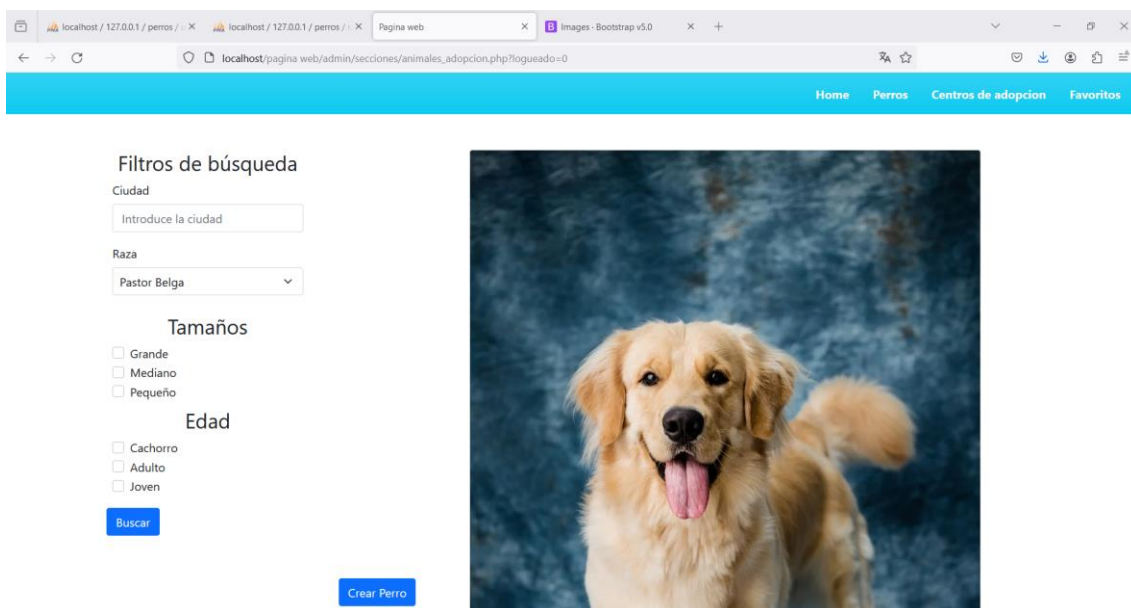 localhost / 127.0.0.1 / perros /
localhost / 127.0.0.1 / perros /
Pagina web
B Images · Bootstrap v5.0
localhost/pagina web/admin/secciones/animales_adopcion.php?logueado=0
Home Perros Centros de adopcion Favoritos
Filtros de búsqueda
Ciudad
Introduce la ciudad
Raza
Pastor Belga
Tamaños
Grande
Mediano
Pequeño
Edad
Cachorro
Adulto
Joven
Buscar
Crear Perro